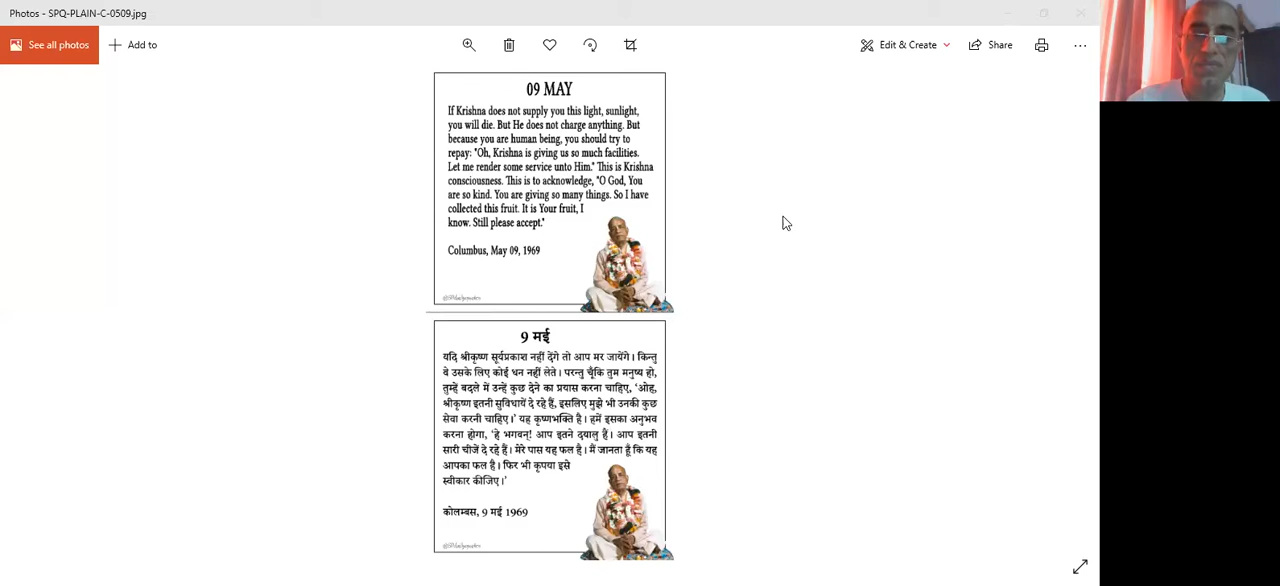 Photos - SPQ-PLAIN-C-0509.jpg
See all photos
Add to
Edit & Create
Share
09 MAY
If Krishna does not supply you this light, sunlight,
you will die. But He does not charge anything. But
because you are human being, you should try to
repay: "Oh, Krishna is giving us so much facilities.
Let me render some service unto Him." This is Krishna
consciousness. This is to acknowledge, "O God, You
are so kind. You are giving so many things. So I have
collected this fruit. It is Your fruit, I
know. Still please accept."
Columbus, May 09, 1969
9 मई
यदि श्रीकृष्ण सूर्यप्रकाश नहीं देंगे तो आप मर जायेंगे। किन्तु
वे उसके लिए कोई धन नहीं लेते। परन्तु चूँकि तुम मनुष्य हो,
तुम्हें बदले में उन्हें कुछ देने का प्रयास करना चाहिए, 'ओह,
श्रीकृष्ण इतनी सुविधायें दे रहे हैं, इसलिए मुझे भी उनकी कुछ
सेवा करनी चाहिए।' यह कृष्णभक्ति है। हमें इसका अनुभव
करना होगा, 'हे भगवन्! आप इतने दयालु हैं। आप इतनी
सारी चीजें दे रहे हैं। मेरे पास यह फल है। मैं जानता हूँ कि यह
आपका फल है। फिर भी कृपया इसे
स्वीकार कीजिए।'
कोलम्बस, 9 मई 1969